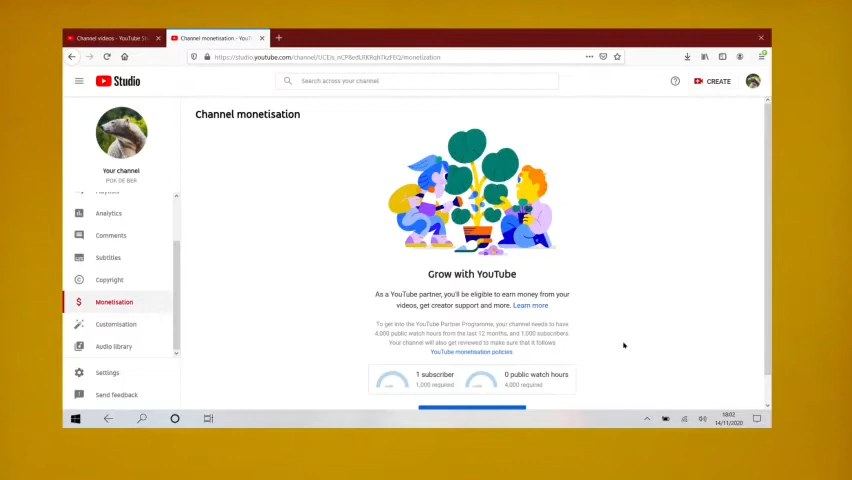 Channel videos - YouTube Stu
Channel monetisation - YouT
https://studio.youtube.com/channel/
/monetization
Studio
Search across your channel
CREATE
Your channel
POK DE BER
Channel monetisation
Analytics
Comments
Subtitles
Copyright
Monetisation
Customisation
Audio library
Settings
Send feedback
Grow with YouTube
As a YouTube partner, you'll be eligible to earn money from your
videos, get creator support and more. Learn more
To get into the YouTube Partner Programme, your channel needs to have
4,000 public watch hours from the last 12 months, and 1,000 subscribers.
Your channel will also get reviewed to make sure that it follows
YouTube monetisation policies
1 subscriber
1,000 required
0 public watch hours
4,000 required
18:02
14/11/2020